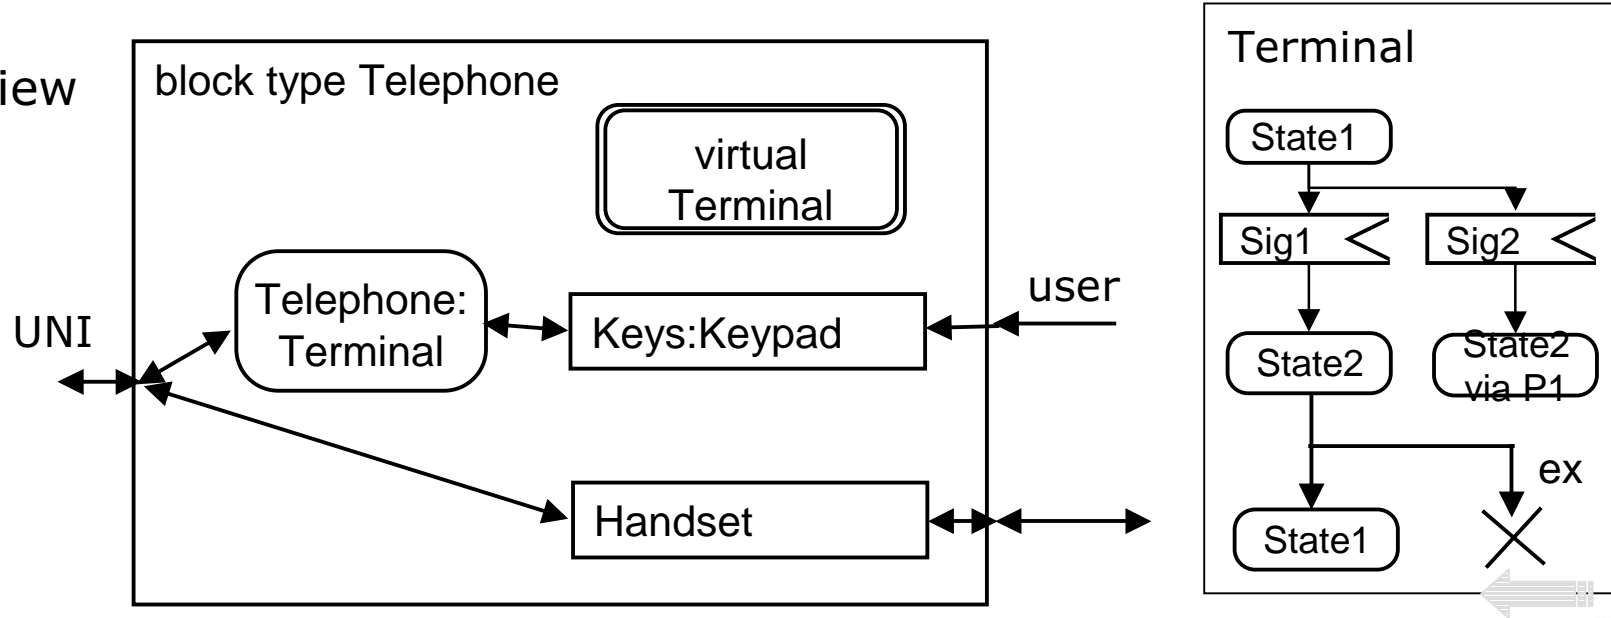 iew
block type Telephone
virtual
Terminal
Telephone:
Terminal
UNI
Keys:Keypad
user
Handset
Terminal
State1
Sig1
Sig2
State2
State2
via P1
ex
State1